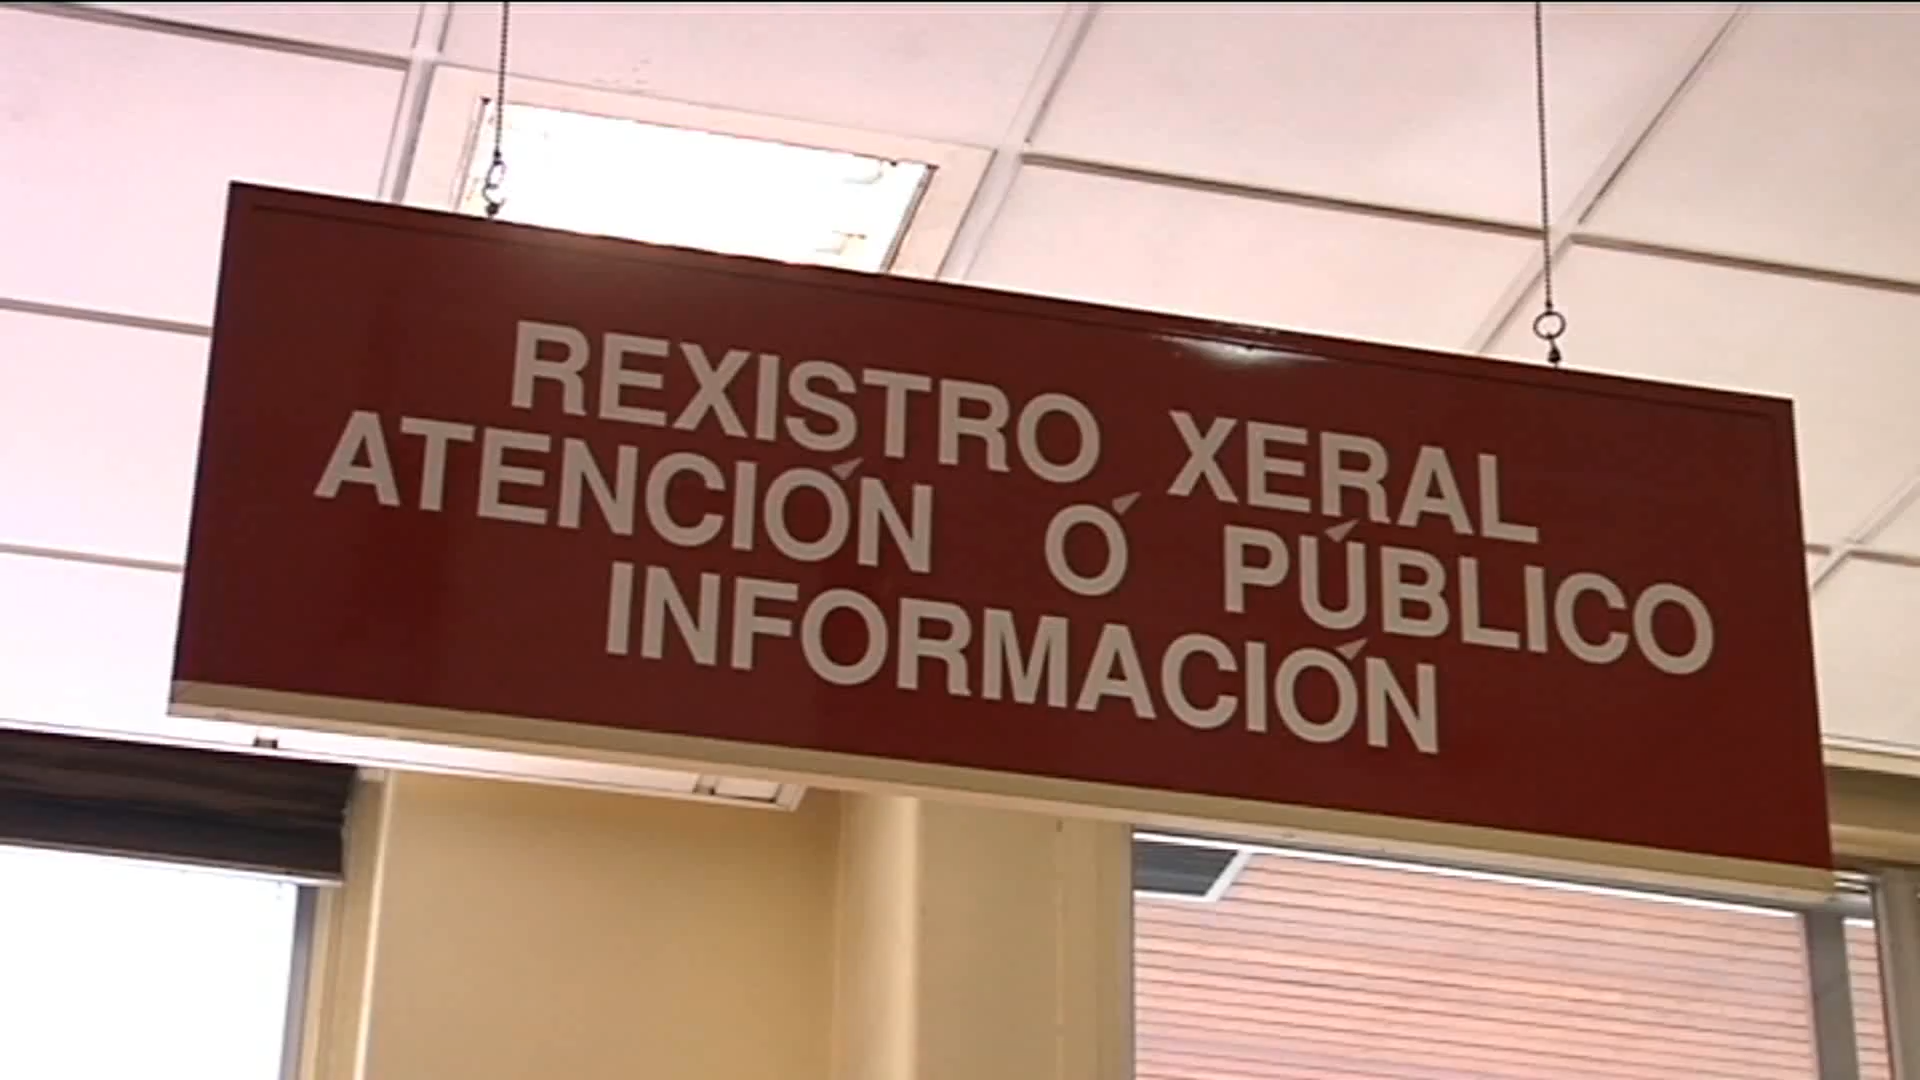 REXISTRO XERAL
ATENCIÓN Ó PÚBLICO
INFORMACIÓN